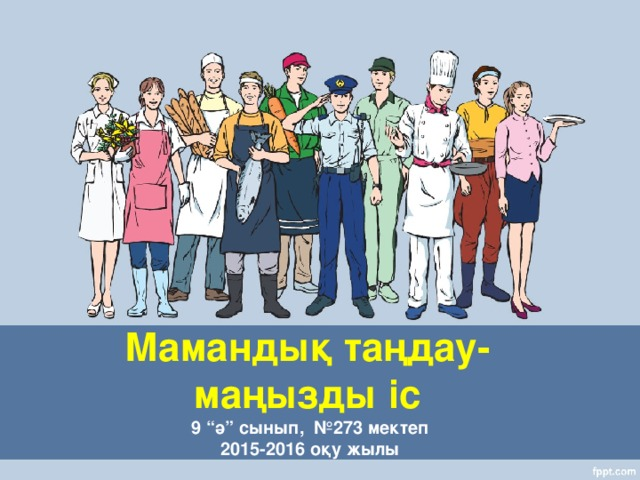 Мамандық таңдау-
маңызды іс
9 “ә” сынып, №273 мектеп
2015-2016 оқу жылы
fppt.com